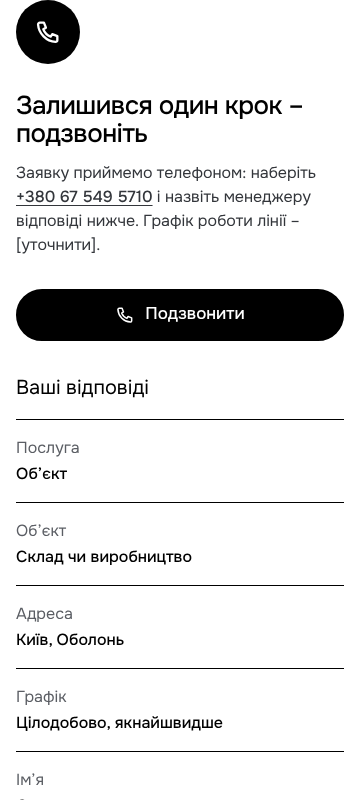 Залишився один крок –
подзвоніть
Заявку приймемо телефоном: наберіть
+380 67 549 5710 і назвіть менеджеру
відповіді нижче. Графік роботи лінії –
[уточнити].
Подзвонити
Ваші відповіді
Послуга
Об’єкт
Об’єкт
Склад чи виробництво
Адреса
Київ, Оболонь
Графік
Цілодобово, якнайшвидше
Ім’я